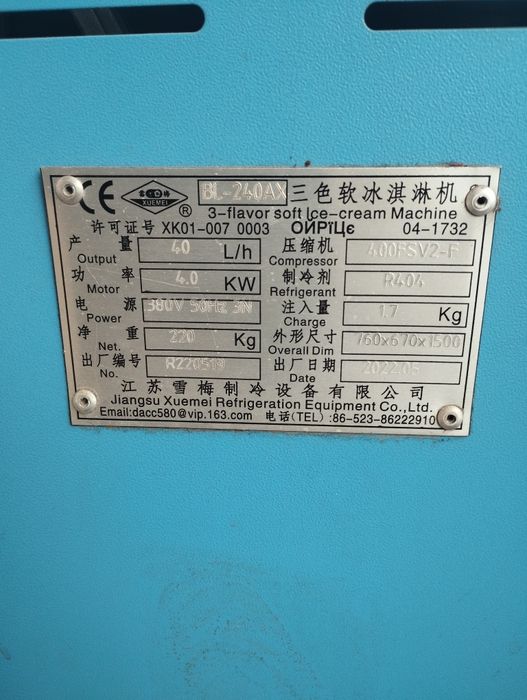 CE 雪梅 XUEMEI ® BL-240AX 三色软冰淇淋机
3-flavor soft Ice-cream Machine
许可证号 XK01-007 0003 ОЙРЇЦє 04-1732
产量 Output 40 L/h 压缩机 Compressor 400FSV2-F
功率 Motor 4.0 KW 制冷剂 Refrigerant R404
电源 Power 380V 50Hz 3N 注入量 Charge 1.7 Kg
净重 Net. 220 Kg 外形尺寸 Overall Dim 760x670x1500
出厂编号 No. R220519 出厂日期 Date 2022.05
江苏雪梅制冷设备有限公司
Jiangsu Xuemei Refrigeration Equipment Co.,Ltd.
Email:dacc580@vip.163.com 电话(TEL):86-523-86222910